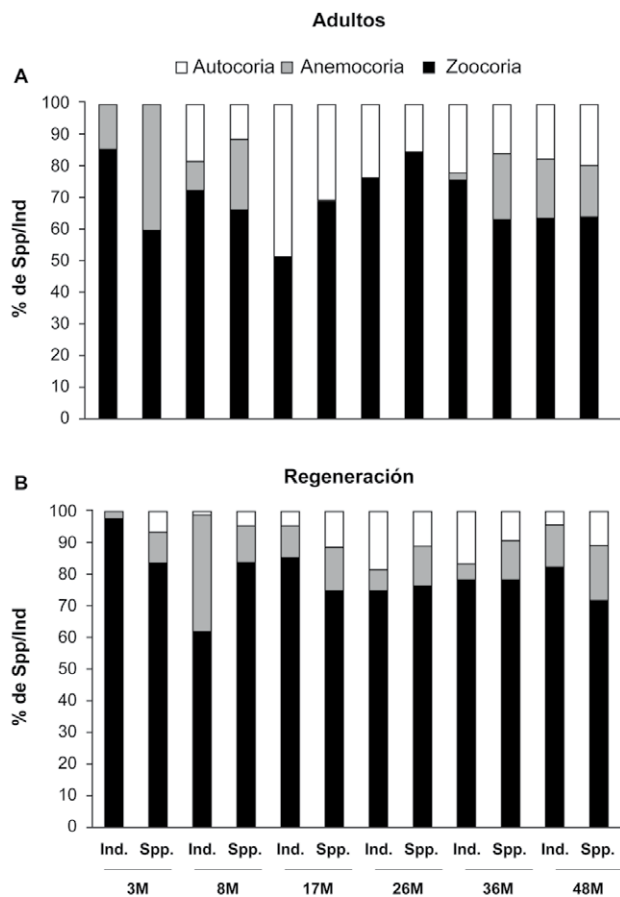 Adultos
A
Autocoria Anemocoria Zoocoria
% de Spp/Ind
100
90
80
70
60
50
40
30
20
10
0
B
Regeneración
% de Spp/Ind
100
90
80
70
60
50
40
30
20
10
0
Ind. Spp. Ind. Spp. Ind. Spp. Ind. Spp. Ind. Spp. Ind. Spp.
3M 8M 17M 26M 36M 48M